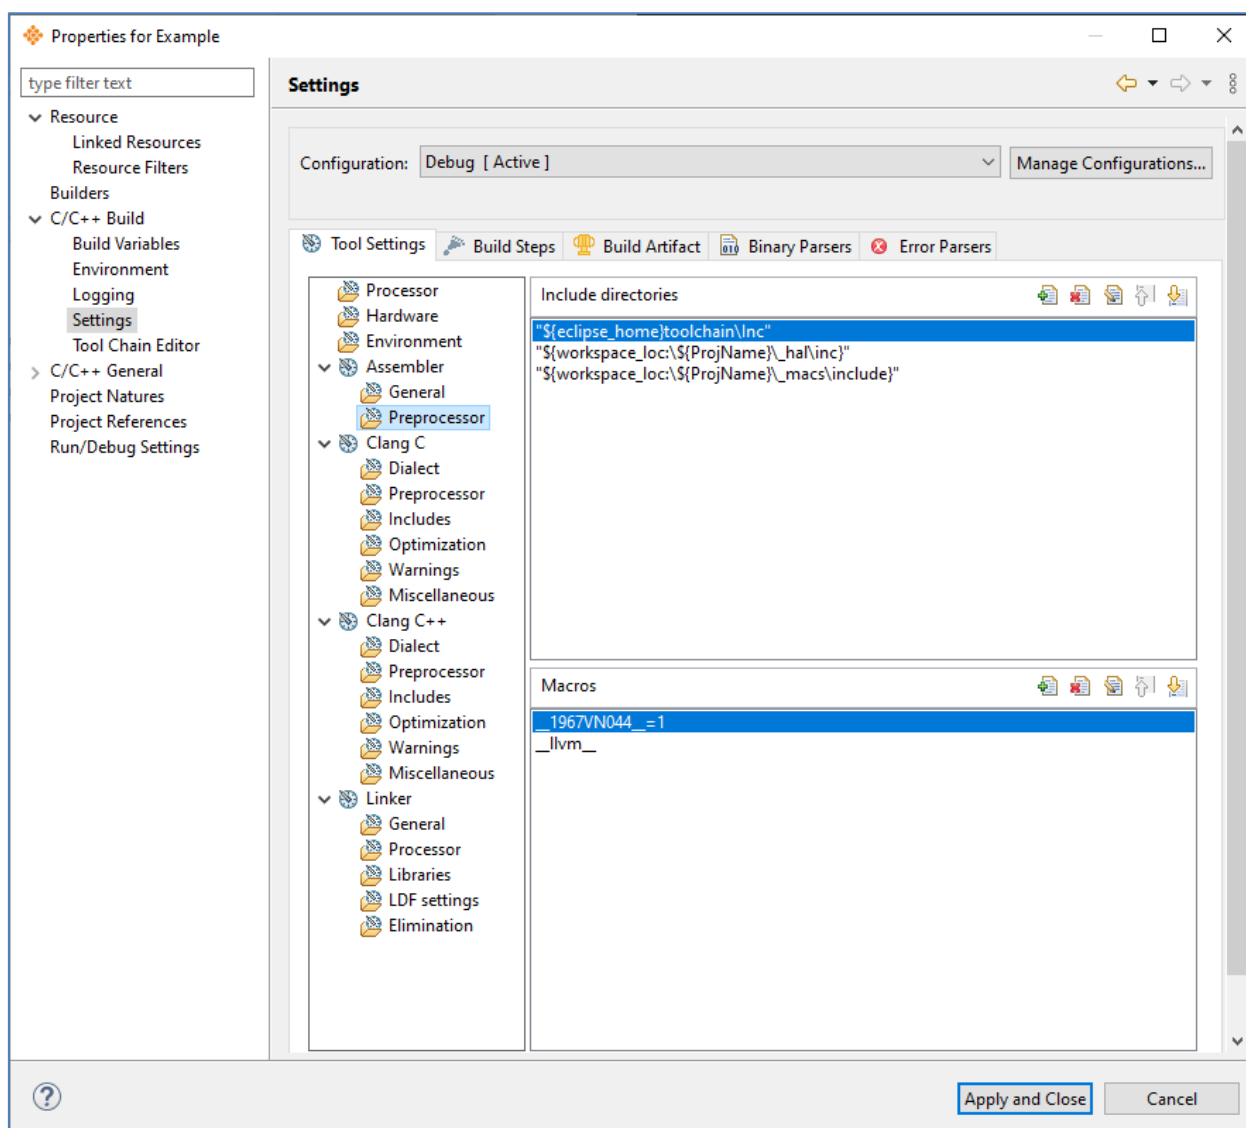 Properties for Example
type filter text
Resource
Linked Resources
Resource Filters
Builders
C/C++ Build
Build Variables
Environment
Logging
Settings
Tool Chain Editor
C/C++ General
Project Natures
Project References
Run/Debug Settings
Settings
Configuration: Debug [ Active ] Manage Configurations...
Tool Settings Build Steps Build Artifact Binary Parsers Error Parsers
Processor
Hardware
Environment
Assembler
General
Preprocessor
Clang C
Dialect
Preprocessor
Includes
Optimization
Warnings
Miscellaneous
Clang C++
Dialect
Preprocessor
Includes
Optimization
Warnings
Miscellaneous
Linker
General
Processor
Libraries
LDF settings
Elimination
Include directories
"${eclipse_home}toolchain\Inc"
"${workspace_loc:\${ProjName}\_hal\inc}"
"${workspace_loc:\${ProjName}\_macs\include}"
Macros
__1967VN044__=1
__llvm__
Apply and Close Cancel